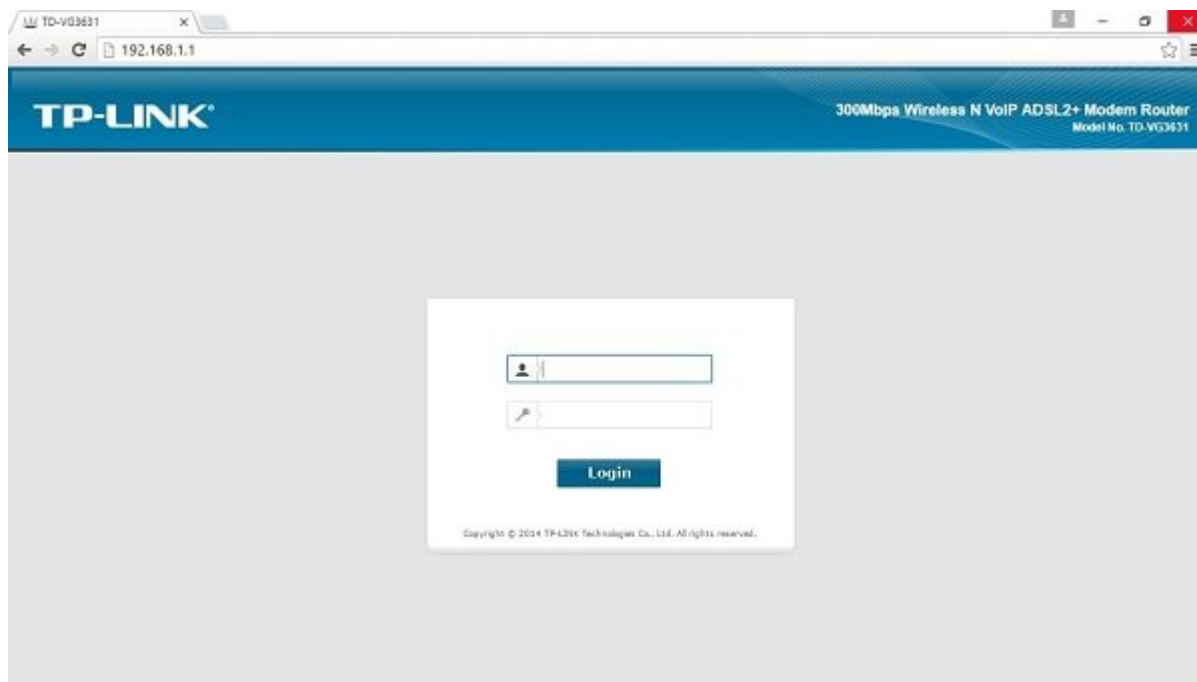 TD-VG3631
192.168.1.1
TP-LINK®
300Mbps Wireless N VoIP ADSL2+ Modem Router
Model No. TD-VG3631
Login
Copyright © 2014 TP-LINK Technologies Co., Ltd. All rights reserved.